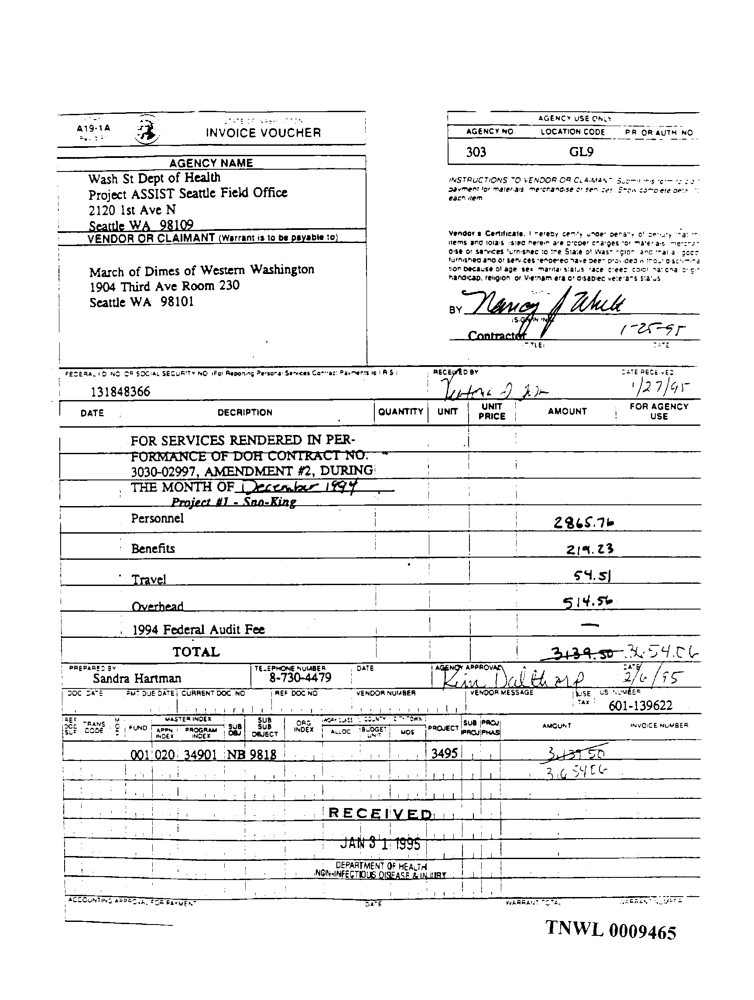 A19-1A
INVOICE VOUCHER
AGENCY USE ONLY
AGENCY NO. LOCATION CODE P.R. OR AUTH. NO.
303 GL9
AGENCY NAME
Wash St Dept of Health
Project ASSIST Seattle Field Office
2120 1st Ave N
Seattle WA 98109
INSTRUCTIONS TO VENDOR OR CLAIMANT: Submit this form to claim
payment for materials, merchandise or services. Show complete detail
each item.
VENDOR OR CLAIMANT (Warrant is to be payable to)
March of Dimes of Western Washington
1904 Third Ave Room 230
Seattle WA 98101
Vendor's Certificate. I hereby certify under penalty of perjury that
items and totals listed herein are proper charges for materials,
dise or services furnished to the State of Washington, and that all goods
furnished and/or services rendered have been provided without
because of age, sex, marital status, race, creed, color, national origin
handicap, religion, or Vietnam era or disabled veterans status.
BY Nancy J White
Contractor 1-25-95
(TITLE) DATE
FEDERAL I.D. NO. OR SOCIAL SECURITY NO. (For Reporting Personal Services Contract Payments to I.R.S.) RECEIVED BY DATE RECEIVED
131848366 1/27/95
DATE DECRIPTION QUANTITY UNIT UNIT PRICE AMOUNT FOR AGENCY USE
FOR SERVICES RENDERED IN PER-
FORMANCE OF DOH CONTRACT NO.
3030-02997, AMENDMENT #2, DURING
THE MONTH OF December 1994
Project #1 - Sno-King
Personnel 2865.76
Benefits 219.23
Travel 54.51
Overhead 514.56
1994 Federal Audit Fee —
TOTAL 3139.50 3654.06
PREPARED BY TELEPHONE NUMBER DATE AGENCY APPROVAL DATE
Sandra Hartman 8-730-4479 Kim Dalthorp 2/6/95
DOC DATE PMT DUE DATE CURRENT DOC. NO. REF DOC NO VENDOR NUMBER VENDOR MESSAGE USE TAX UBI NUMBER
601-139622
REF DOC SUF TRANS CODE MOD FUND MASTER INDEX APPN INDEX PROGRAM INDEX SUB OBJ SUB SUB OBJECT ORG INDEX WORKCLASS COUNTY CITY/TOWN ALLOC BUDGET UNIT MOS PROJECT SUB PROJ PROJ PHAS AMOUNT INVOICE NUMBER
001 020 34901 NB 9818 3495 3139 50
3654 06
RECEIVED
JAN 31 1995
DEPARTMENT OF HEALTH
NON-INFECTIOUS DISEASE & INJURY
ACCOUNTING APPROVAL FOR PAYMENT DATE WARRANT TOTAL WARRANT NUMBER
TNWL 0009465